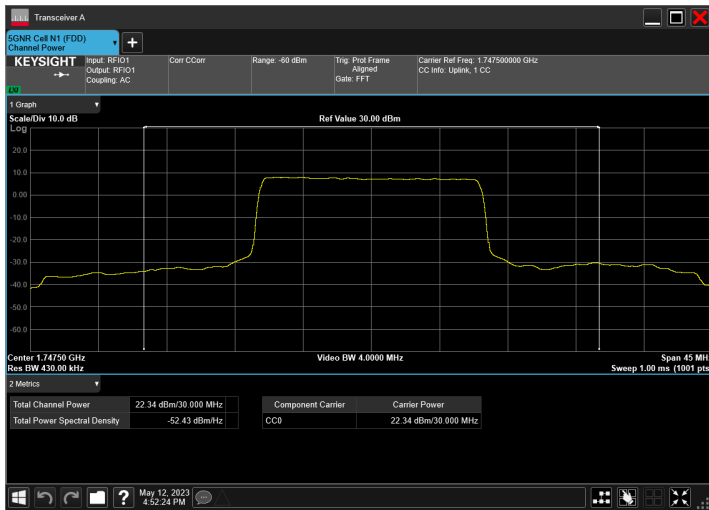 Transceiver A
5GNR Cell N1 (FDD)
Channel Power
KEYSIGHT
LXI
Input: RFIO1
Output: RFIO1
Coupling: AC
Corr CCorr
Range: -60 dBm
Trig: Prot Frame
Aligned
Gate: FFT
Carrier Ref Freq: 1.747500000 GHz
CC Info: Uplink, 1 CC
1 Graph
Scale/Div 10.0 dB
Ref Value 30.00 dBm
Log
20.0
10.0
0.00
-10.0
-20.0
-30.0
-40.0
-50.0
-60.0
Center 1.74750 GHz
Video BW 4.0000 MHz
Span 45 MH
Res BW 430.00 kHz
Sweep 1.00 ms (1001 pts
2 Metrics
Total Channel Power 22.34 dBm/30.000 MHz
Total Power Spectral Density -52.43 dBm/Hz
Component Carrier Carrier Power
CC0 22.34 dBm/30.000 MHz
?
May 12, 2023
4:52:24 PM